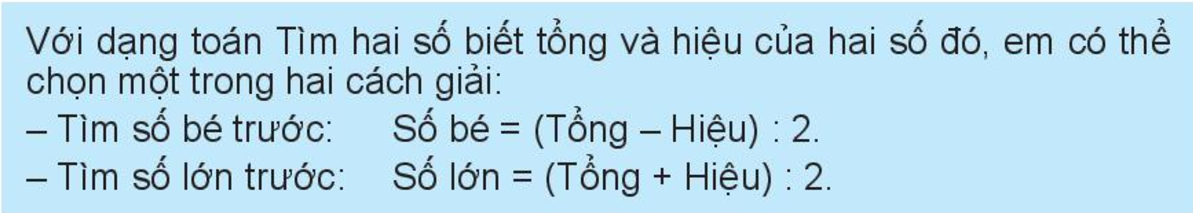 Với dạng toán Tìm hai số biết tổng và hiệu của hai số đó, em có thể
chọn một trong hai cách giải:
– Tìm số bé trước: Số bé = (Tổng – Hiệu) : 2.
– Tìm số lớn trước: Số lớn = (Tổng + Hiệu) : 2.